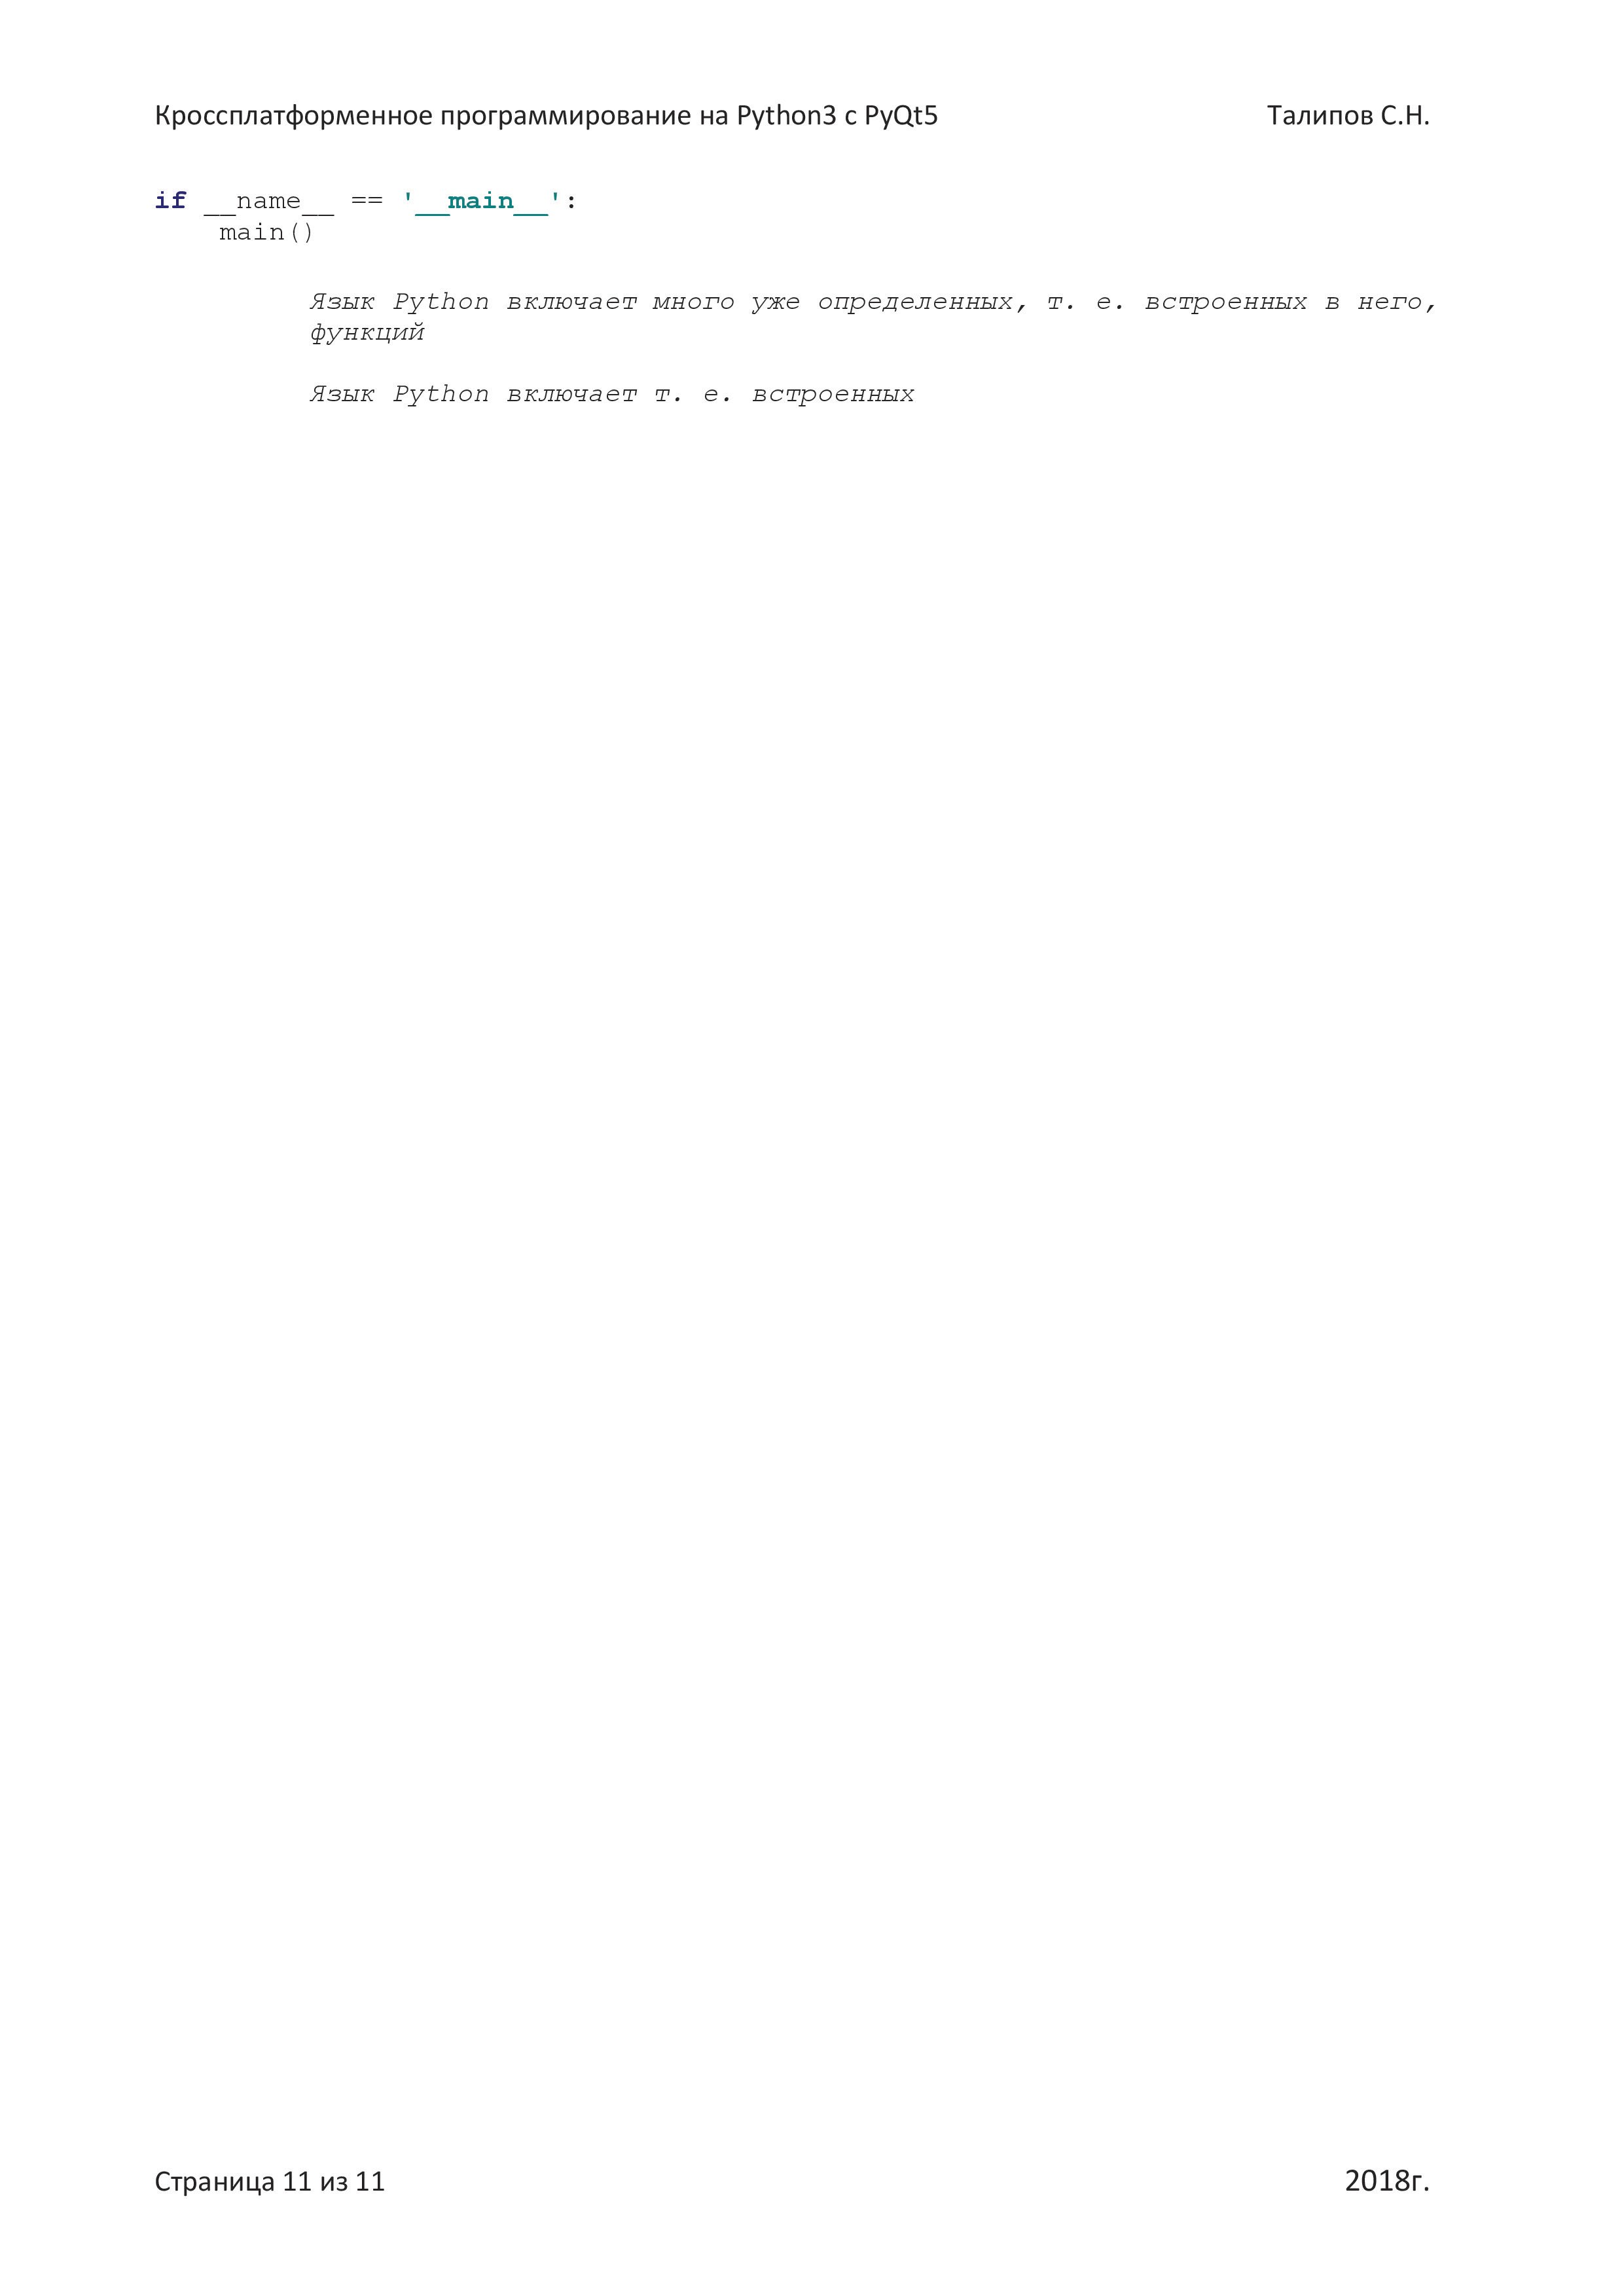 Кроссплатформенное программирование на Python3 с PyQt5 Талипов С.Н.
if __name__ == '__main__':
    main()
Язык Python включает много уже определенных, т. е. встроенных в него,
функций
Язык Python включает т. е. встроенных
Страница 11 из 11 2018г.